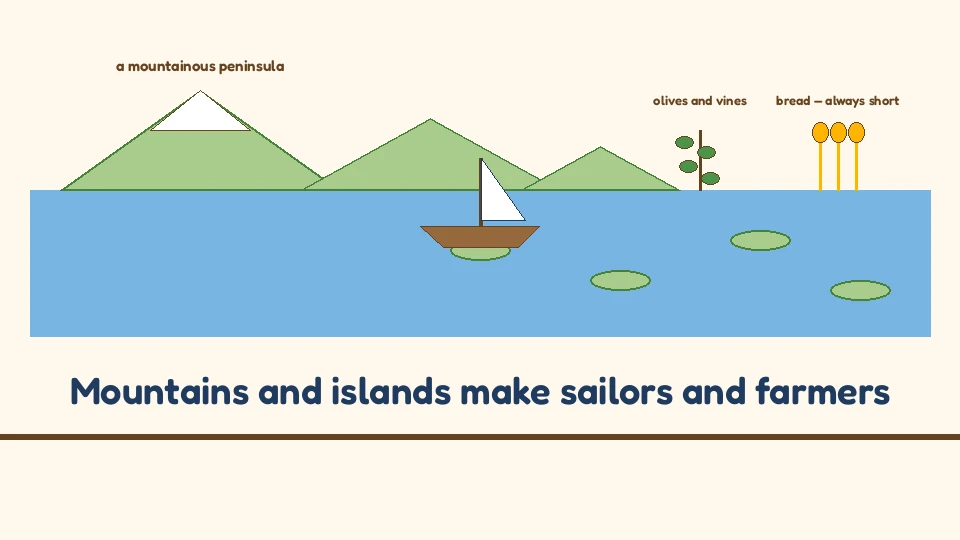 a mountainous peninsula
olives and vines
bread – always short
Mountains and islands make sailors and farmers